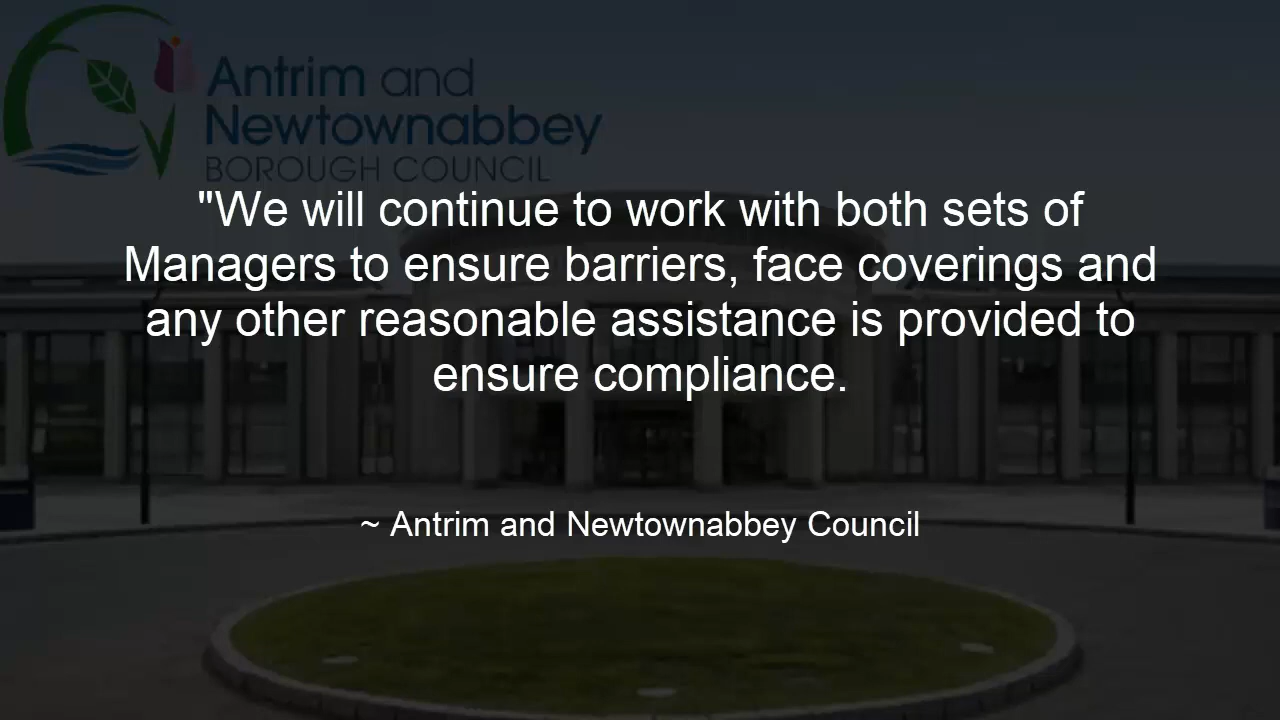 Antrim and
Newtownabbey
BOROUGH COUNCIL
"We will continue to work with both sets of
Managers to ensure barriers, face coverings and
any other reasonable assistance is provided to
ensure compliance.
~ Antrim and Newtownabbey Council